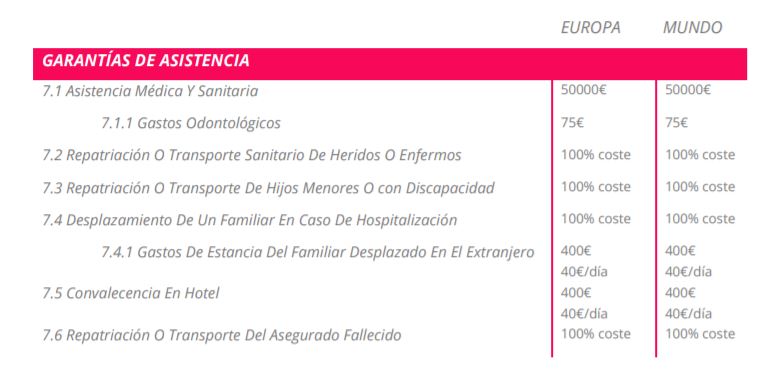 EUROPA MUNDO
GARANTÍAS DE ASISTENCIA
7.1 Asistencia Médica Y Sanitaria 50000€ 50000€
7.1.1 Gastos Odontológicos 75€ 75€
7.2 Repatriación O Transporte Sanitario De Heridos O Enfermos 100% coste 100% coste
7.3 Repatriación O Transporte De Hijos Menores O con Discapacidad 100% coste 100% coste
7.4 Desplazamiento De Un Familiar En Caso De Hospitalización 100% coste 100% coste
7.4.1 Gastos De Estancia Del Familiar Desplazado En El Extranjero 400€ 400€
40€/día 40€/día
7.5 Convalecencia En Hotel 400€ 400€
40€/día 40€/día
7.6 Repatriación O Transporte Del Asegurado Fallecido 100% coste 100% coste